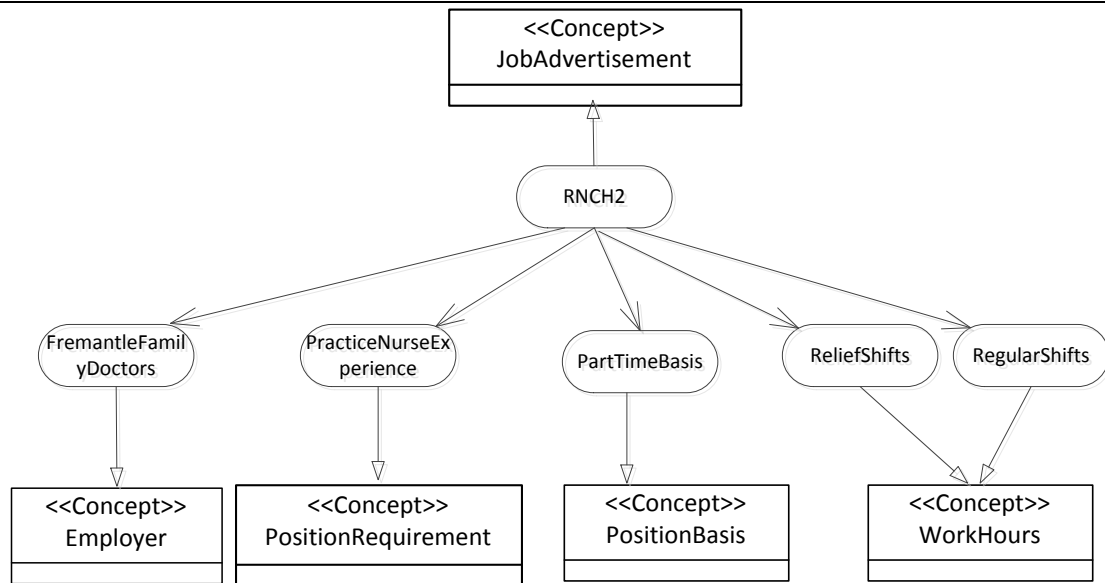 <<Concept>>
JobAdvertisement
RNCH2
FremantleFamil
yDoctors
PracticeNurseEx
perience
PartTimeBasis
ReliefShifts
RegularShifts
<<Concept>>
Employer
<<Concept>>
PositionRequirement
<<Concept>>
PositionBasis
<<Concept>>
WorkHours